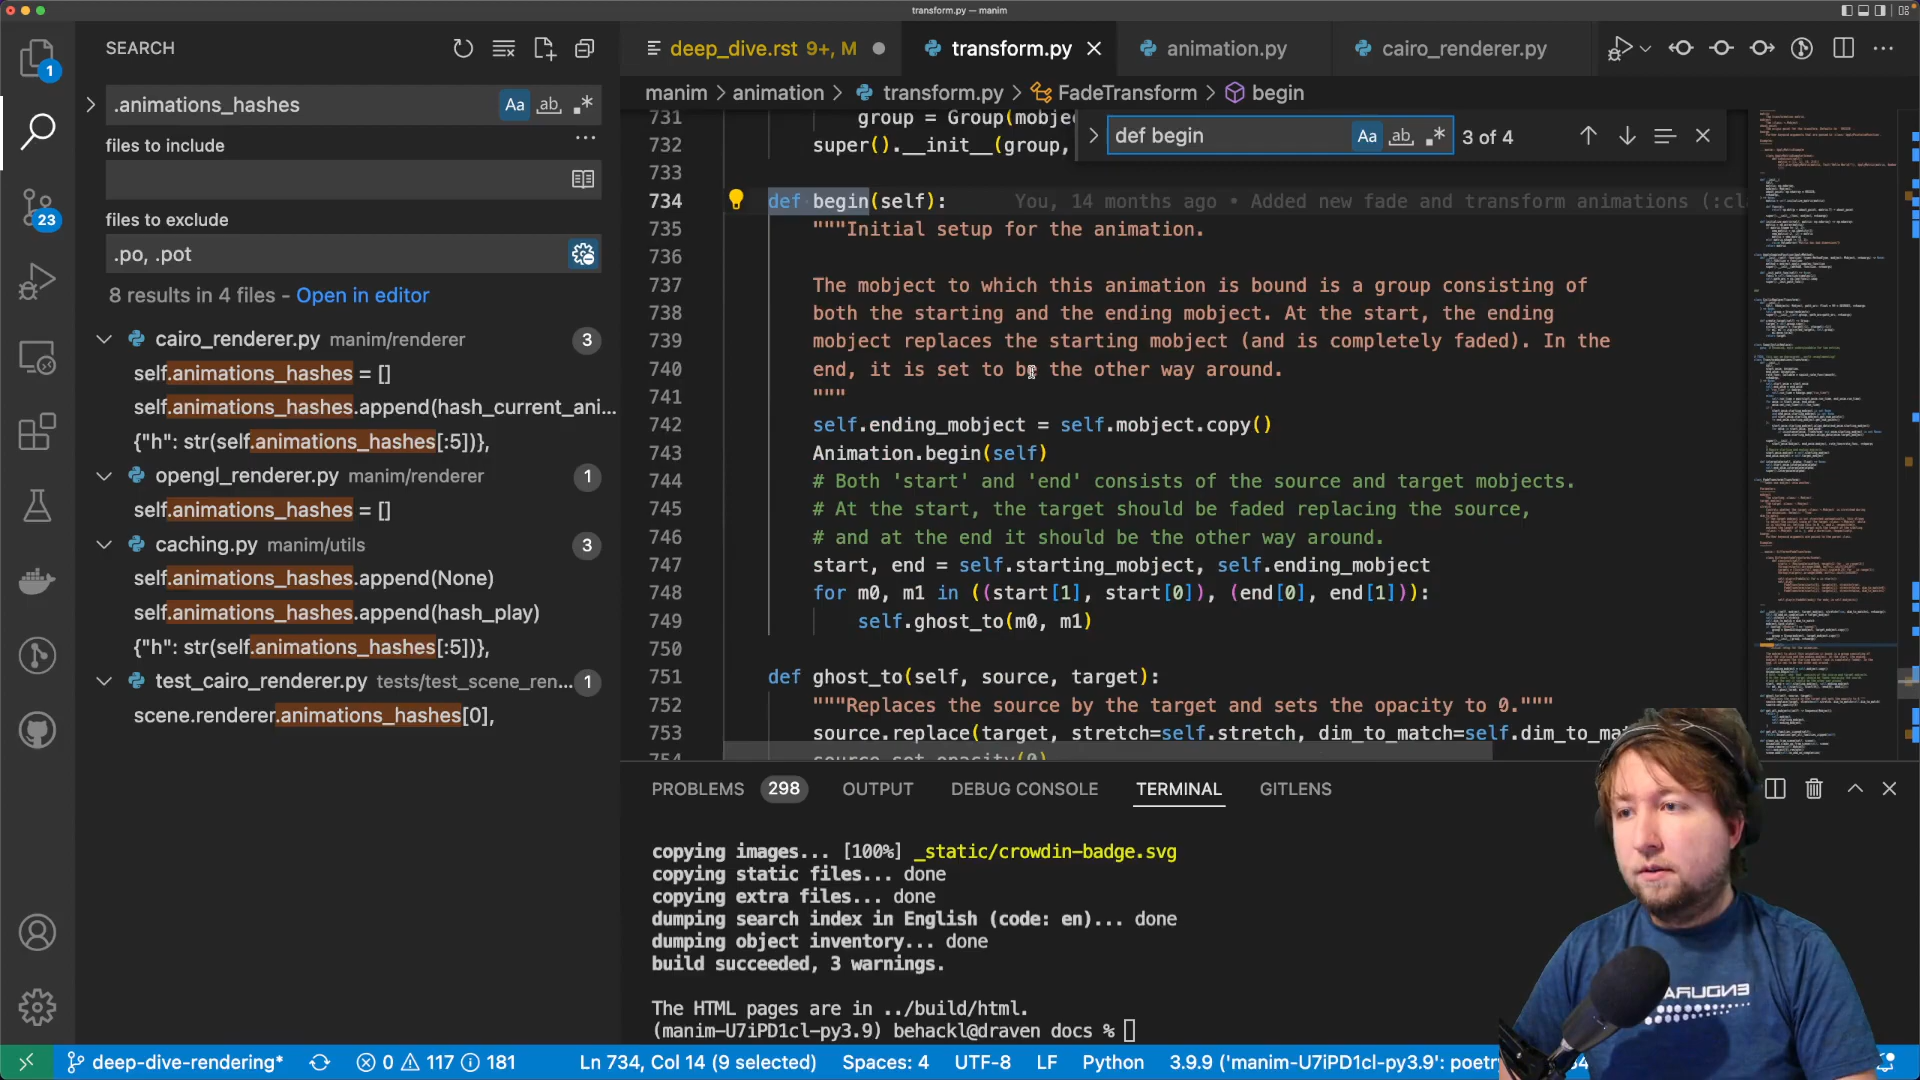 transform.py — manim
SEARCH
.animations_hashes
Aa
ab
files to include
files to exclude
.po, .pot
8 results in 4 files - Open in editor
cairo_renderer.py manim/renderer 3
self.animations_hashes = []
self.animations_hashes.append(hash_current_ani...
{"h": str(self.animations_hashes[:5])},
opengl_renderer.py manim/renderer 1
self.animations_hashes = []
caching.py manim/utils 3
self.animations_hashes.append(None)
self.animations_hashes.append(hash_play)
{"h": str(self.animations_hashes[:5])},
test_cairo_renderer.py tests/test_scene_ren... 1
scene.renderer.animations_hashes[0],
1
23
deep_dive.rst 9+, M
transform.py
animation.py
cairo_renderer.py
manim > animation > transform.py > FadeTransform > begin
def begin
Aa
ab
3 of 4
731 group = Group(mobje
732 super().__init__(group,
733
734 def begin(self): You, 14 months ago • Added new fade and transform animations (:cl
735 """Initial setup for the animation.
736
737 The mobject to which this animation is bound is a group consisting of
738 both the starting and the ending mobject. At the start, the ending
739 mobject replaces the starting mobject (and is completely faded). In the
740 end, it is set to be the other way around.
741 """
742 self.ending_mobject = self.mobject.copy()
743 Animation.begin(self)
744 # Both 'start' and 'end' consists of the source and target mobjects.
745 # At the start, the target should be faded replacing the source,
746 # and at the end it should be the other way around.
747 start, end = self.starting_mobject, self.ending_mobject
748 for m0, m1 in ((start[1], start[0]), (end[0], end[1])):
749 self.ghost_to(m0, m1)
750
751 def ghost_to(self, source, target):
752 """Replaces the source by the target and sets the opacity to 0."""
753 source.replace(target, stretch=self.stretch, dim_to_match=self.dim_to_ma
754 source.set_opacity(0)
PROBLEMS 298 OUTPUT DEBUG CONSOLE TERMINAL GITLENS
copying images... [100%] _static/crowdin-badge.svg
copying static files... done
copying extra files... done
dumping search index in English (code: en)... done
dumping object inventory... done
build succeeded, 3 warnings.
The HTML pages are in ../build/html.
(manim-U7iPD1cl-py3.9) behackl@draven docs %
deep-dive-rendering* 0 117 181 Ln 734, Col 14 (9 selected) Spaces: 4 UTF-8 LF Python 3.9.9 ('manim-U7iPD1cl-py3.9': poetr